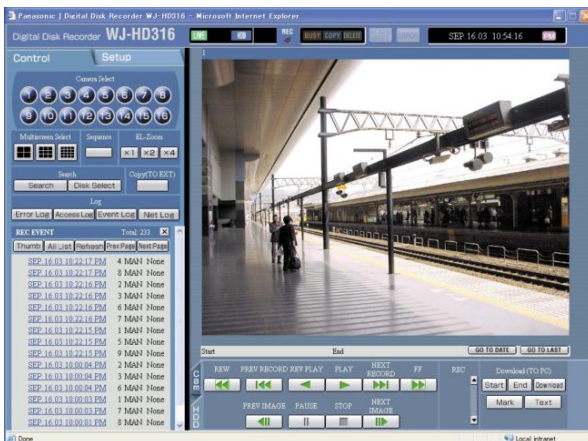 Panasonic | Digital Disk Recorder WJ-HD316 - Microsoft Internet Explorer
Digital Disk Recorder WJ-HD316
LIVE HDD REC BUSY COPY DELETE ERROR SEP.16.03 10:54:16 PM
Control Setup
Camera Select
1 2 3 4 5 6 7 8
9 10 11 12 13 14 15 16
Multiscreen Select Sequence EL-Zoom
×1 ×2 ×4
Search Copy(TO EXT)
Search Disk Select
Log
Error Log Access Log Event Log Net Log
REC EVENT Total: 233 X
Thumb All List Refresh Prev Page Next Page
SEP.16.03 10:22:17 PM 4 MAN None
SEP.16.03 10:22:17 PM 8 MAN None
SEP.16.03 10:22:16 PM 2 MAN None
SEP.16.03 10:22:16 PM 3 MAN None
SEP.16.03 10:22:16 PM 6 MAN None
SEP.16.03 10:22:16 PM 7 MAN None
SEP.16.03 10:22:15 PM 1 MAN None
SEP.16.03 10:22:15 PM 5 MAN None
SEP.16.03 10:22:15 PM 9 MAN None
SEP.16.03 10:00:04 PM 2 MAN None
SEP.16.03 10:00:04 PM 3 MAN None
SEP.16.03 10:00:04 PM 6 MAN None
SEP.16.03 10:00:03 PM 1 MAN None
SEP.16.03 10:00:03 PM 7 MAN None
SEP.16.03 10:00:01 PM 8 MAN None
1
Start End GO TO DATE GO TO LAST
Cam
HDD
REW PREV RECORD REV PLAY PLAY NEXT RECORD FF
PREV IMAGE PAUSE STOP NEXT IMAGE
REC
Download (TO PC)
Start End Download
Mark Text
Done Local intranet